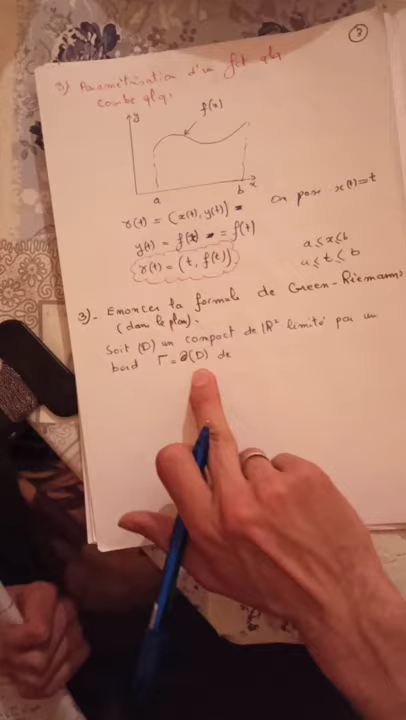 3
3) Paramétrisation d'un
courbe qlq.
y
f(x)
a
b
x
γ(t) = (x(t), y(t)) on pose x(t) = t
y(t) = f(t) = f(t)
γ(t) = (t, f(t))
a ≤ x ≤ b
a ≤ t ≤ b
3)- Enoncer la formule de Green-Riemann
(dans le plan).
Soit (D) un compact de ℝ² limité par un
bord Γ = ∂(D) de